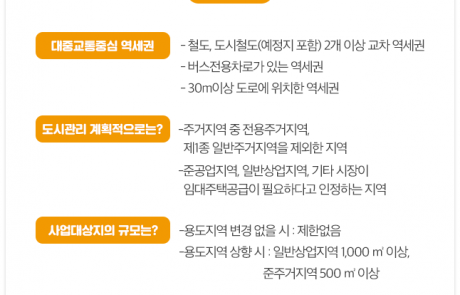 대중교통중심 역세권
- 철도, 도시철도(예정지 포함) 2개 이상 교차 역세권
- 버스전용차로가 있는 역세권
- 30m이상 도로에 위치한 역세권
도시관리 계획적으로는?
-주거지역 중 전용주거지역,
제1종 일반주거지역을 제외한 지역
-준공업지역, 일반상업지역, 기타 시장이
임대주택공급이 필요하다고 인정하는 지역
사업대상지의 규모는?
-용도지역 변경 없을 시 : 제한없음
-용도지역 상향 시 : 일반상업지역 1,000 ㎡ 이상,
준주거지역 500 ㎡ 이상